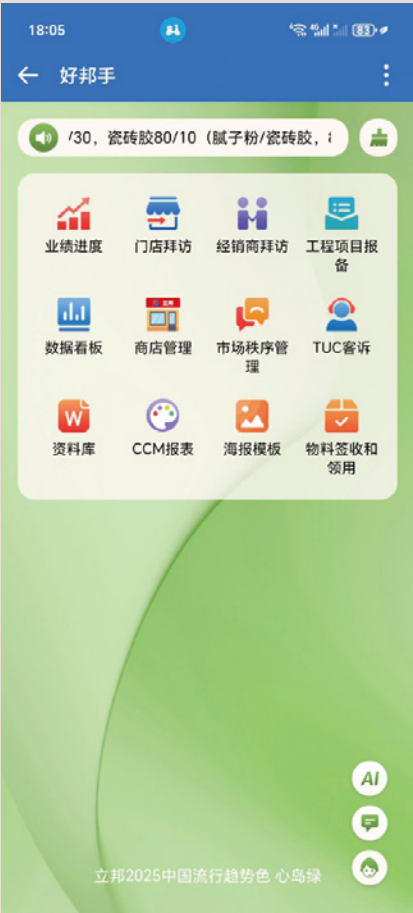 18:05
83
好邦手
/30，瓷砖胶80/10（腻子粉/瓷砖胶，
业绩进度
门店拜访
经销商拜访
工程项目报
备
数据看板
商店管理
市场秩序管
理
TUC客诉
W
资料库
CCM报表
海报模板
物料签收和
领用
AI
立邦2025中国流行趋势色 心岛绿